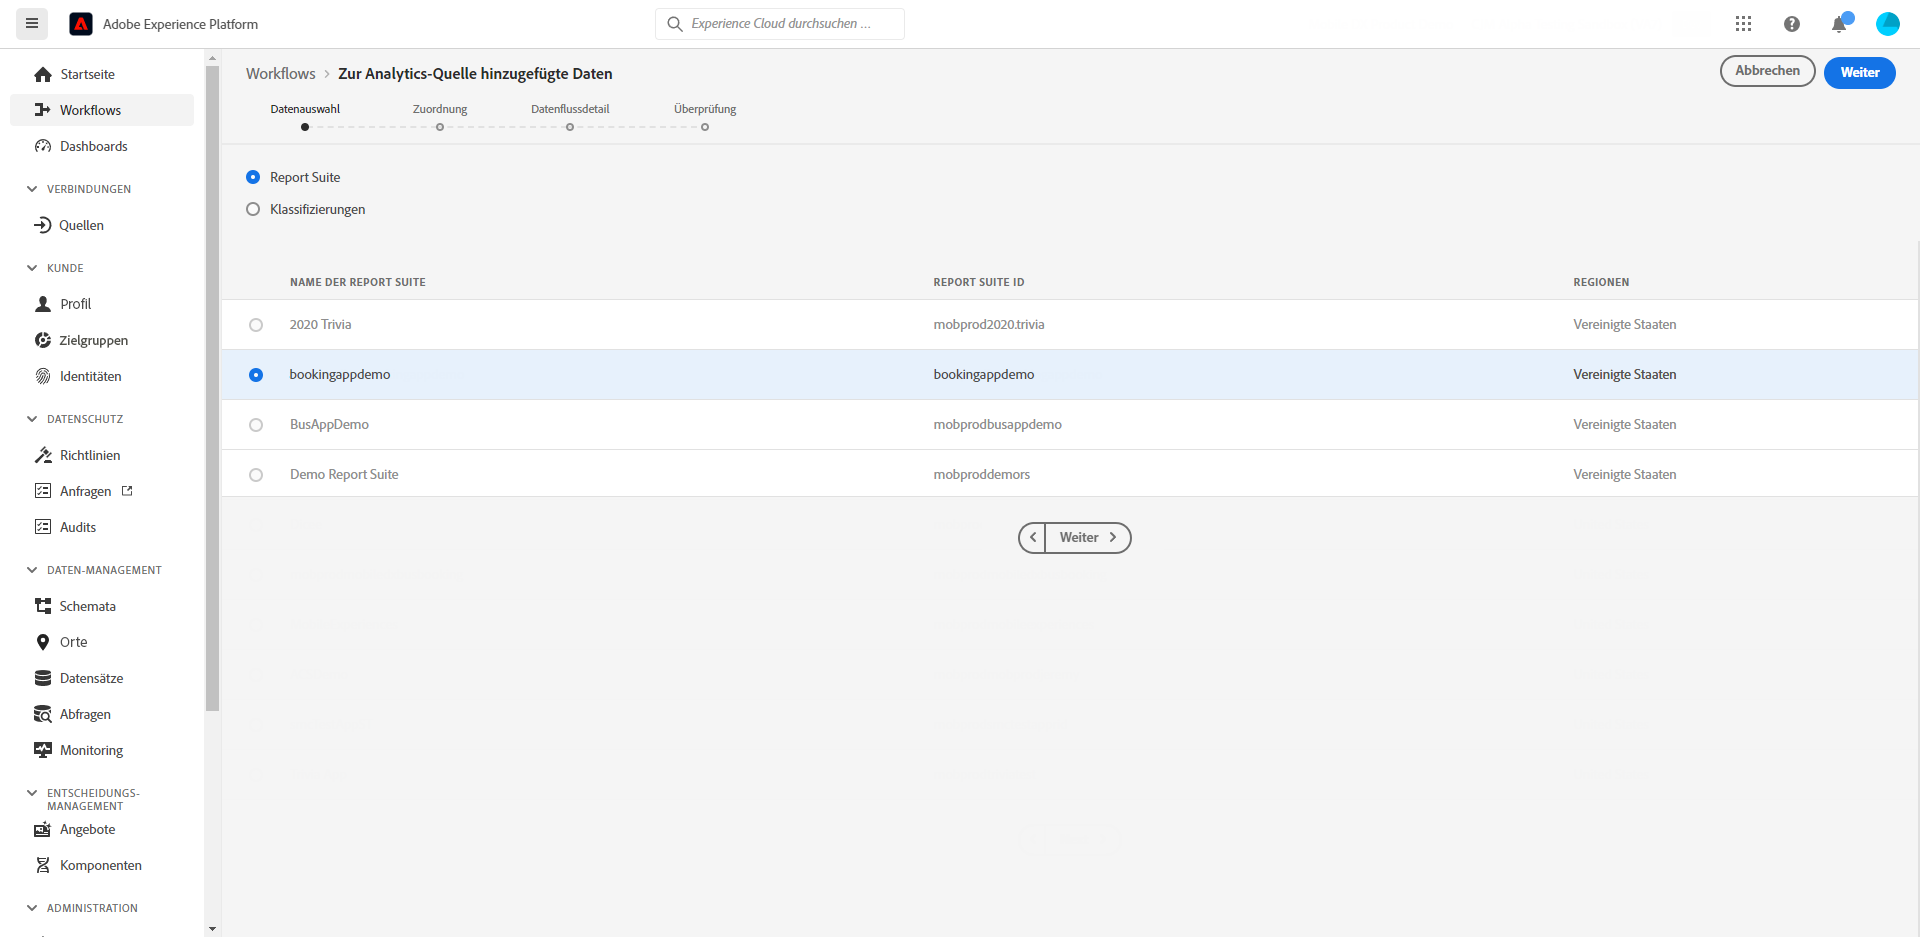 Adobe Experience Platform
Experience Cloud durchsuchen ...
Startseite
Workflows
Dashboards
VERBINDUNGEN
Quellen
KUNDE
Profil
Zielgruppen
Identitäten
DATENSCHUTZ
Richtlinien
Anfragen
Audits
DATEN-MANAGEMENT
Schemata
Orte
Datensätze
Abfragen
Monitoring
ENTSCHEIDUNGS-
MANAGEMENT
Angebote
Komponenten
ADMINISTRATION
Workflows > Zur Analytics-Quelle hinzugefügte Daten
Abbrechen Weiter
Datenauswahl Zuordnung Datenflussdetail Überprüfung
Report Suite
Klassifizierungen
NAME DER REPORT SUITE REPORT SUITE ID REGIONEN
2020 Trivia mobprod2020.trivia Vereinigte Staaten
bookingappdemo bookingappdemo Vereinigte Staaten
BusAppDemo mobprodbusappdemo Vereinigte Staaten
Demo Report Suite mobproddemors Vereinigte Staaten
Weiter